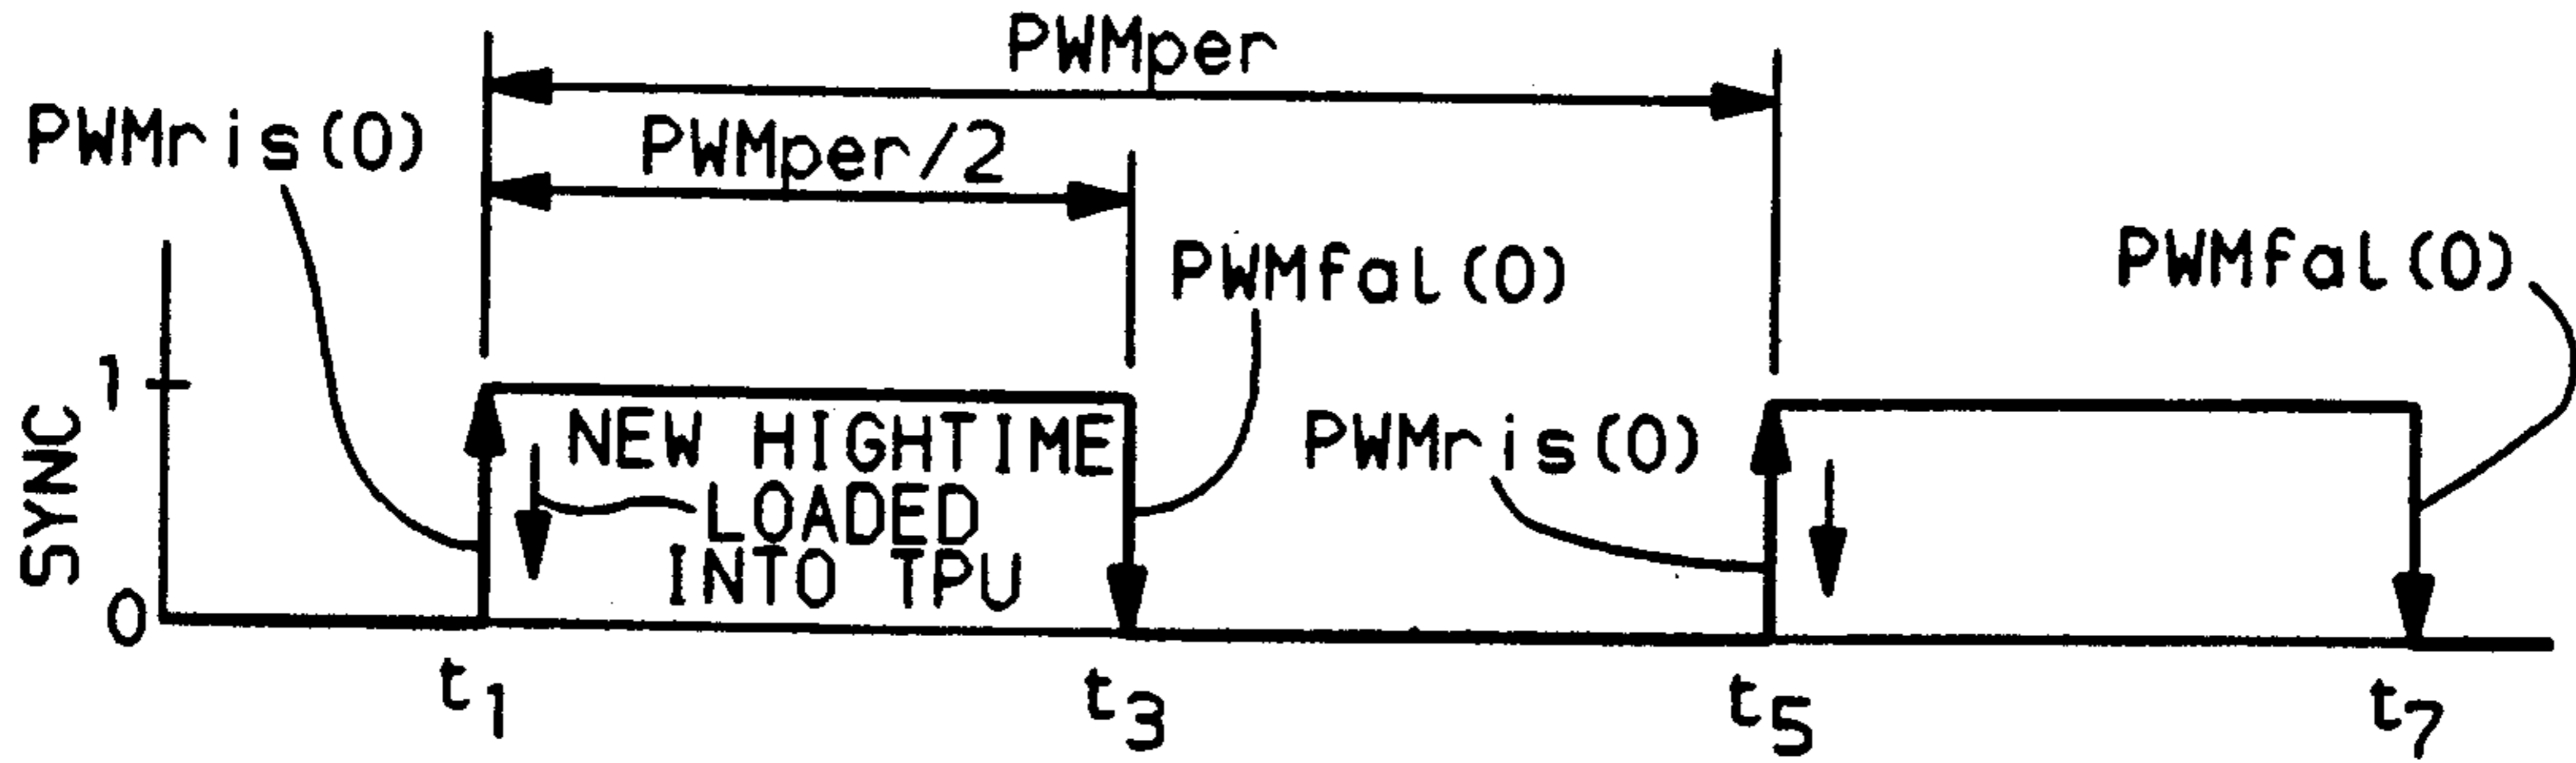 PWMper
PWMris(0)
PWMper/2
PWMfal(0)
PWMfal(0)
1
NEW HIGHTIME
LOADED
INTO TPU
PWMris(0)
SYNC
0
t1
t3
t5
t7